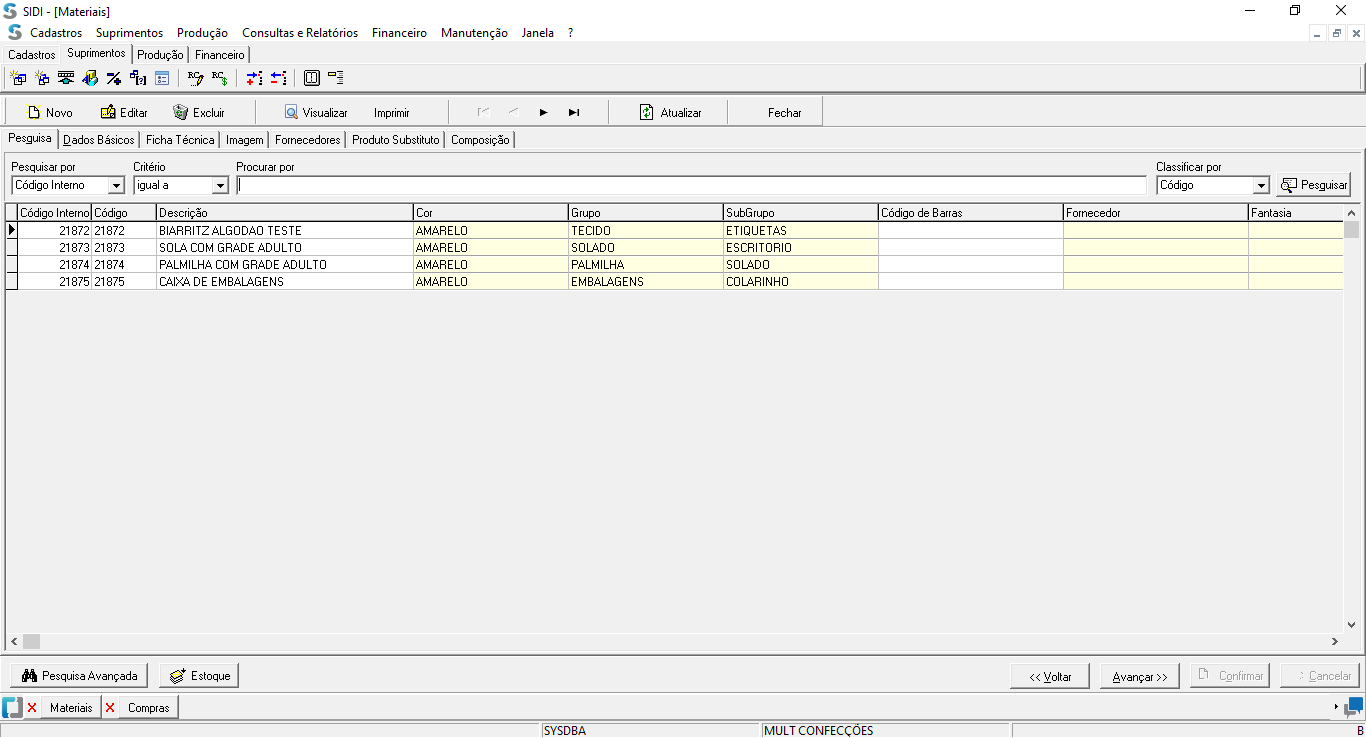 SIDI - [Materiais]
Cadastros Suprimentos Produção Consultas e Relatórios Financeiro Manutenção Janela ?
Cadastros Suprimentos Produção Financeiro
Novo Editar Excluir Visualizar Imprimir Atualizar Fechar
Pesquisa Dados Básicos Ficha Técnica Imagem Fornecedores Produto Substituto Composição
Pesquisar por Critério Procurar por Classificar por
Código Interno igual a Código Pesquisar
Código Interno Código Descrição Cor Grupo SubGrupo Código de Barras Fornecedor Fantasia
21872 21872 BIARRITZ ALGODAO TESTE AMARELO TECIDO ETIQUETAS
21873 21873 SOLA COM GRADE ADULTO AMARELO SOLADO ESCRITORIO
21874 21874 PALMILHA COM GRADE ADULTO AMARELO PALMILHA SOLADO
21875 21875 CAIXA DE EMBALAGENS AMARELO EMBALAGENS COLARINHO
Pesquisa Avançada Estoque << Voltar Avançar >> Confirmar Cancelar
Materiais Compras
SYSDBA MULT CONFECÇÕES B